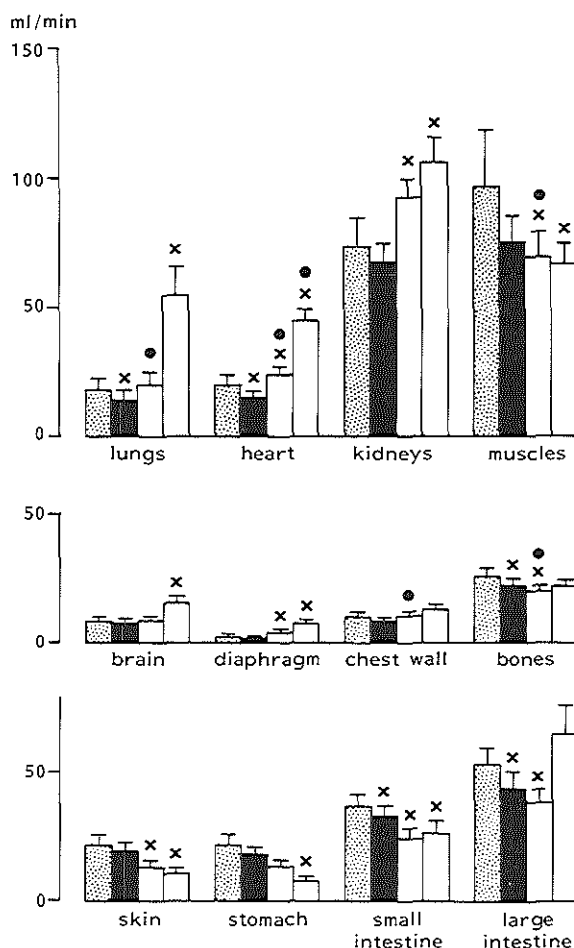 ml/min
150
100
50
0
lungs heart kidneys muscles
50
0
brain diaphragm chest wall bones
50
0
skin stomach small intestine large intestine